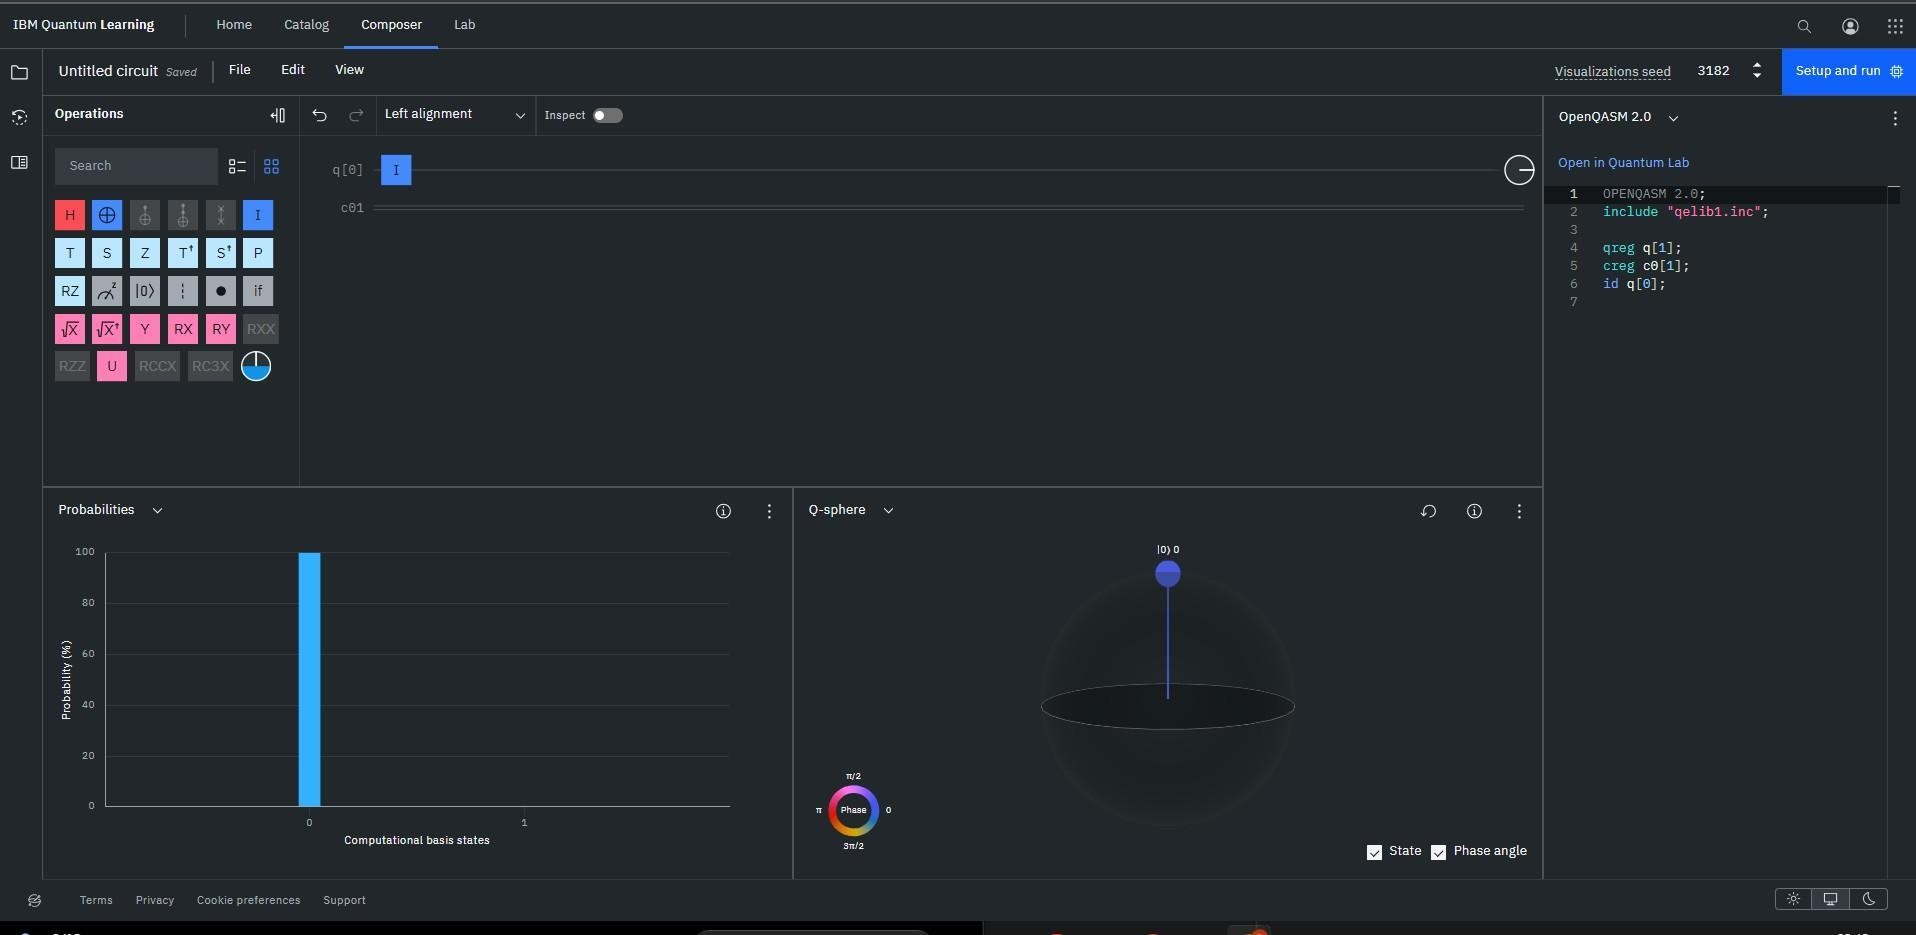 IBM Quantum Learning Home Catalog Composer Lab
Untitled circuit Saved File Edit View Visualizations seed 3182 Setup and run
Operations Left alignment Inspect OpenQASM 2.0
Search
Open in Quantum Lab
q[0] I
c01
H I
T S Z T† S† P
RZ z |0⟩ if
√X √X† Y RX RY RXX
RZZ U RCCX RC3X
1 OPENQASM 2.0;
2 include "qelib1.inc";
3
4 qreg q[1];
5 creg c0[1];
6 id q[0];
7
Probabilities
100
80
60
40
20
0
Probability (%)
0 1
Computational basis states
Q-sphere
|0⟩ 0
π/2
π Phase 0
3π/2
State Phase angle
Terms Privacy Cookie preferences Support